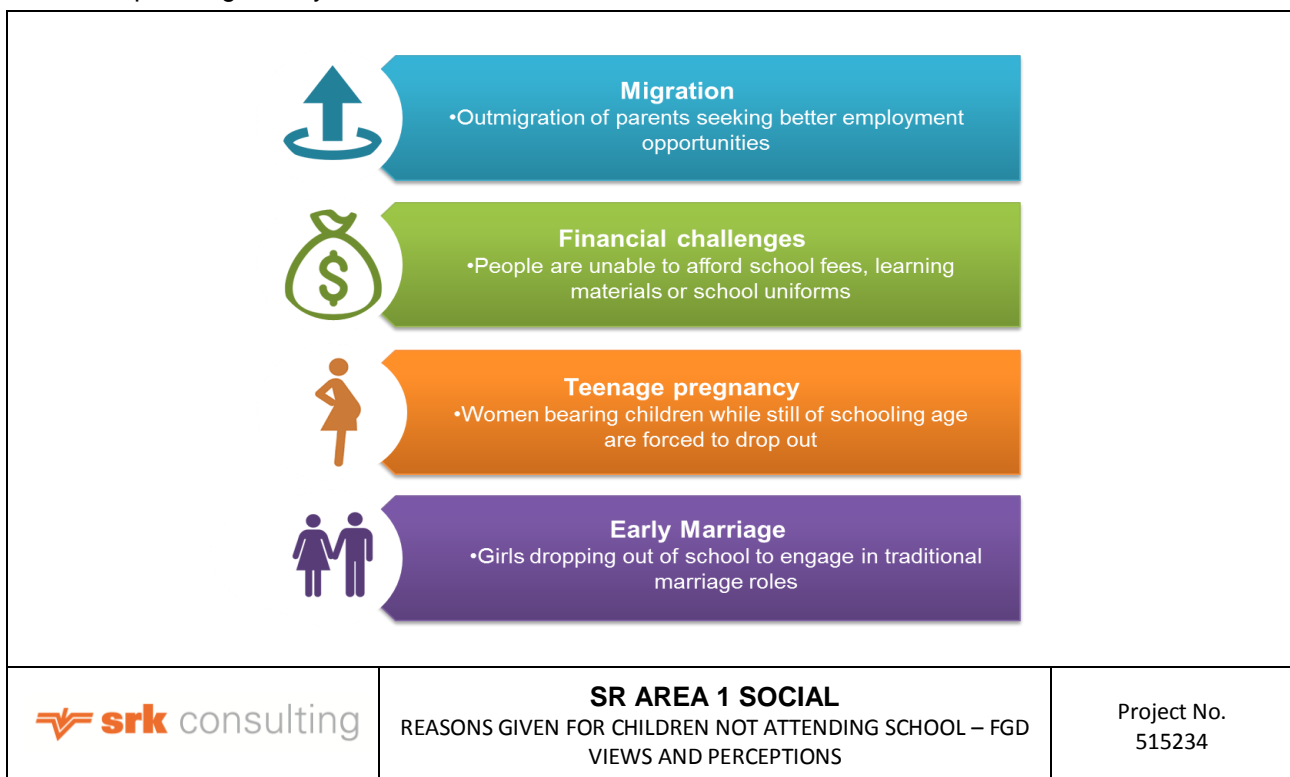 Migration
•Outmigration of parents seeking better employment
opportunities
$
Financial challenges
•People are unable to afford school fees, learning
materials or school uniforms
Teenage pregnancy
•Women bearing children while still of schooling age
are forced to drop out
Early Marriage
•Girls dropping out of school to engage in traditional
marriage roles
srk consulting
SR AREA 1 SOCIAL
REASONS GIVEN FOR CHILDREN NOT ATTENDING SCHOOL – FGD
VIEWS AND PERCEPTIONS
Project No.
515234